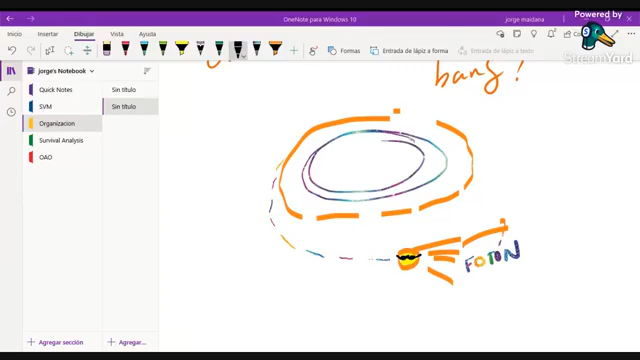 OneNote para Windows 10
jorge maidana
Powered by
StreamYard
Archivo
Inicio
Insertar
Dibujar
Vista
Ayuda
Formas
Entrada de lápiz a forma
Entrada de lápiz a texto
jorge's Notebook
Quick Notes
SVM
Organizacion
Survival Analysis
OAO
Sin título
Sin título
bang?
FOTON
+ Agregar sección
+ Agregar...